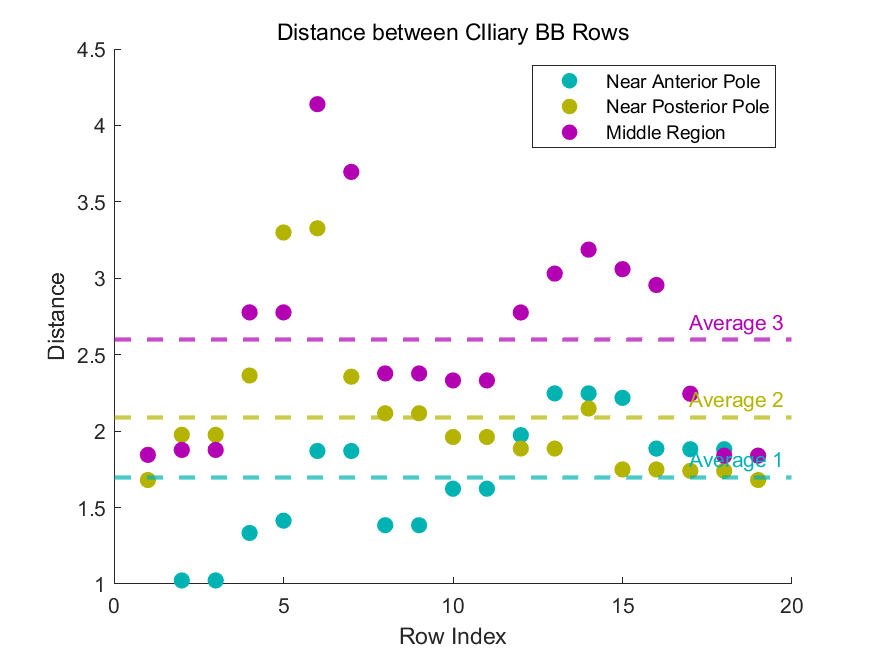 Distance between CIliary BB Rows
Near Anterior Pole
Near Posterior Pole
Middle Region
4.5
4
3.5
3
2.5
2
1.5
1
Distance
Average 3
Average 2
Average 1
0
5
10
15
20
Row Index